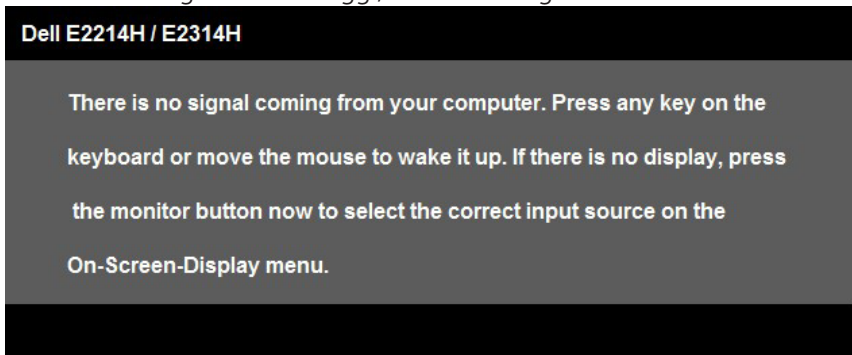 Dell E2214H / E2314H
There is no signal coming from your computer. Press any key on the
keyboard or move the mouse to wake it up. If there is no display, press
the monitor button now to select the correct input source on the
On-Screen-Display menu.